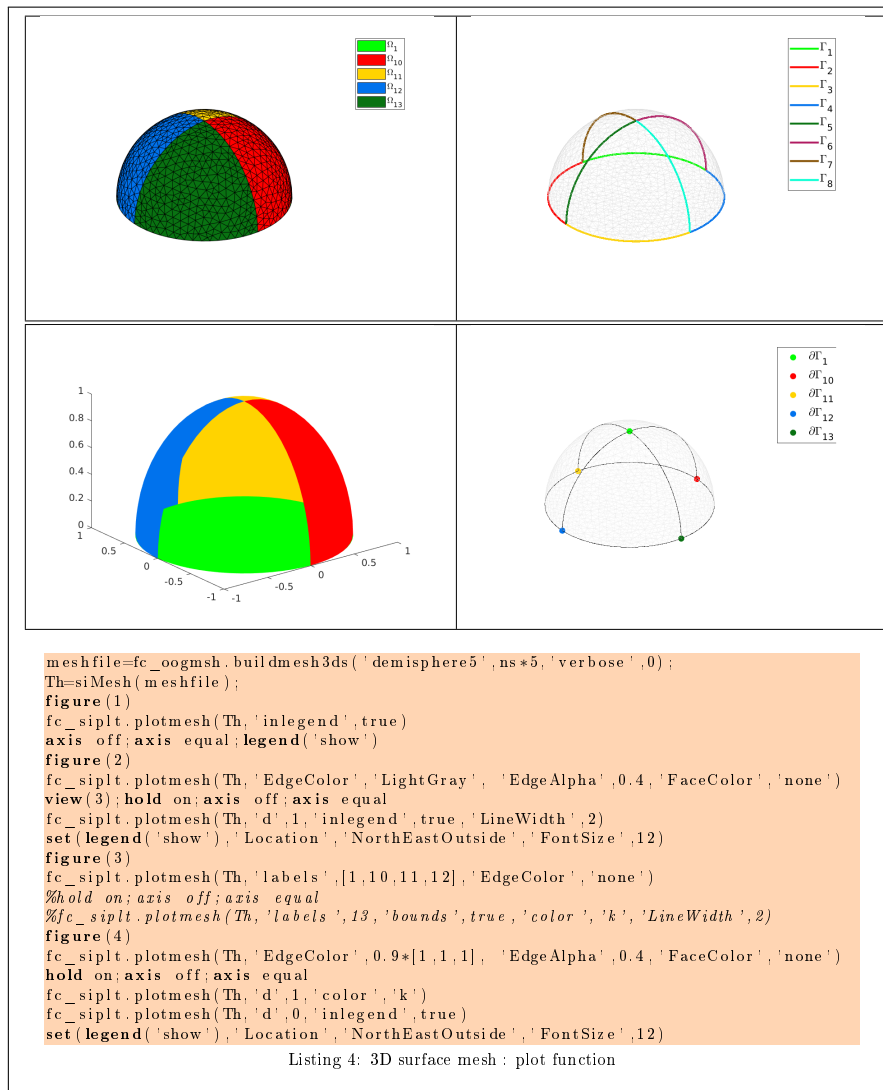 Ω1
Ω10
Ω11
Ω12
Ω13
Γ1
Γ2
Γ3
Γ4
Γ5
Γ6
Γ7
Γ8
1
0.8
0.6
0.4
0.2
0
1
0.5
0
-0.5
-1
-1
-0.5
0
0.5
1
∂Γ1
∂Γ10
∂Γ11
∂Γ12
∂Γ13
meshfile=fc_oogmsh.buildmesh3ds('demisphere5',ns*5,'verbose',0);
Th=siMesh(meshfile);
figure(1)
fc_siplt.plotmesh(Th,'inlegend',true)
axis off;axis equal;legend('show')
figure(2)
fc_siplt.plotmesh(Th,'EdgeColor','LightGray', 'EdgeAlpha',0.4,'FaceColor','none')
view(3);hold on;axis off;axis equal
fc_siplt.plotmesh(Th,'d',1,'inlegend',true,'LineWidth',2)
set(legend('show'),'Location','NorthEastOutside','FontSize',12)
figure(3)
fc_siplt.plotmesh(Th,'labels',[1,10,11,12],'EdgeColor','none')
%hold on;axis off;axis equal
%fc_siplt.plotmesh(Th,'labels',13,'bounds',true,'color','k','LineWidth',2)
figure(4)
fc_siplt.plotmesh(Th,'EdgeColor',0.9*[1,1,1], 'EdgeAlpha',0.4,'FaceColor','none')
hold on;axis off;axis equal
fc_siplt.plotmesh(Th,'d',1,'color','k')
fc_siplt.plotmesh(Th,'d',0,'inlegend',true)
set(legend('show'),'Location','NorthEastOutside','FontSize',12)
Listing 4: 3D surface mesh : plot function